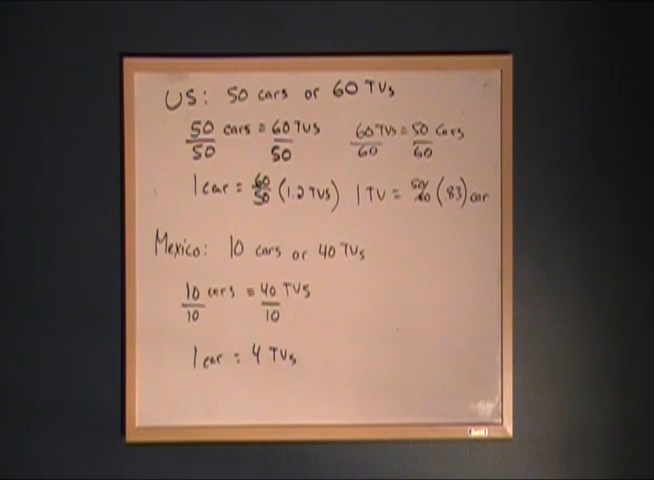 US: 50 cars or 60 TVs
50/50 cars = 60/50 TVs 60/60 TVs = 50/60 cars
1 car = 60/50 (1.2 TVs) 1 TV = 50/60 (.83) car
Mexico: 10 cars or 40 TVs
10/10 cars = 40/10 TVs
1 car = 4 TVs